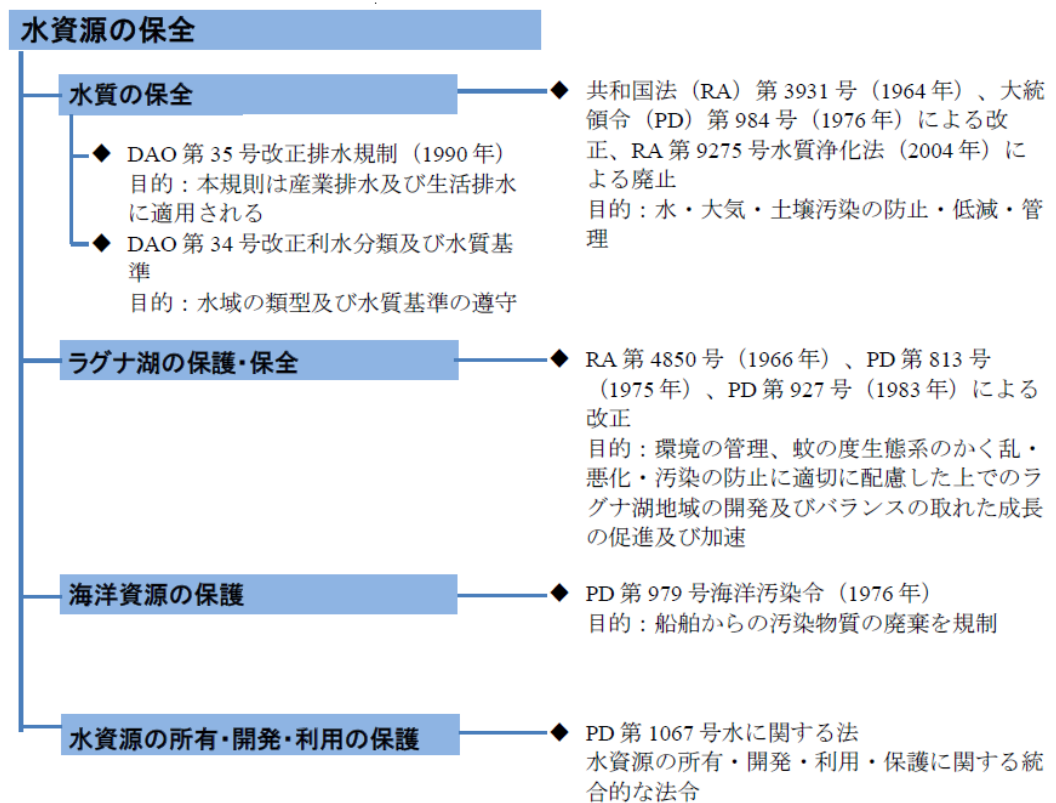 水資源の保全
水質の保全
◆ 共和国法（RA）第 3931 号（1964 年）、大統
領令（PD）第 984 号（1976 年）による改
正、RA 第 9275 号水質浄化法（2004 年）に
よる廃止
目的：水・大気・土壌汚染の防止・低減・管
理
◆ DAO 第 35 号改正排水規制（1990 年）
目的：本規則は産業排水及び生活排水
に適用される
◆ DAO 第 34 号改正利水分類及び水質基
準
目的：水域の類型及び水質基準の遵守
ラグナ湖の保護・保全
◆ RA 第 4850 号（1966 年）、PD 第 813 号
（1975 年）、PD 第 927 号（1983 年）による
改正
目的：環境の管理、蚊の度生態系のかく乱・
悪化・汚染の防止に適切に配慮した上でのラ
グナ湖地域の開発及びバランスの取れた成長
の促進及び加速
海洋資源の保護
◆ PD 第 979 号海洋汚染令（1976 年）
目的：船舶からの汚染物質の廃棄を規制
水資源の所有・開発・利用の保護
◆ PD 第 1067 号水に関する法
水資源の所有・開発・利用・保護に関する統
合的な法令